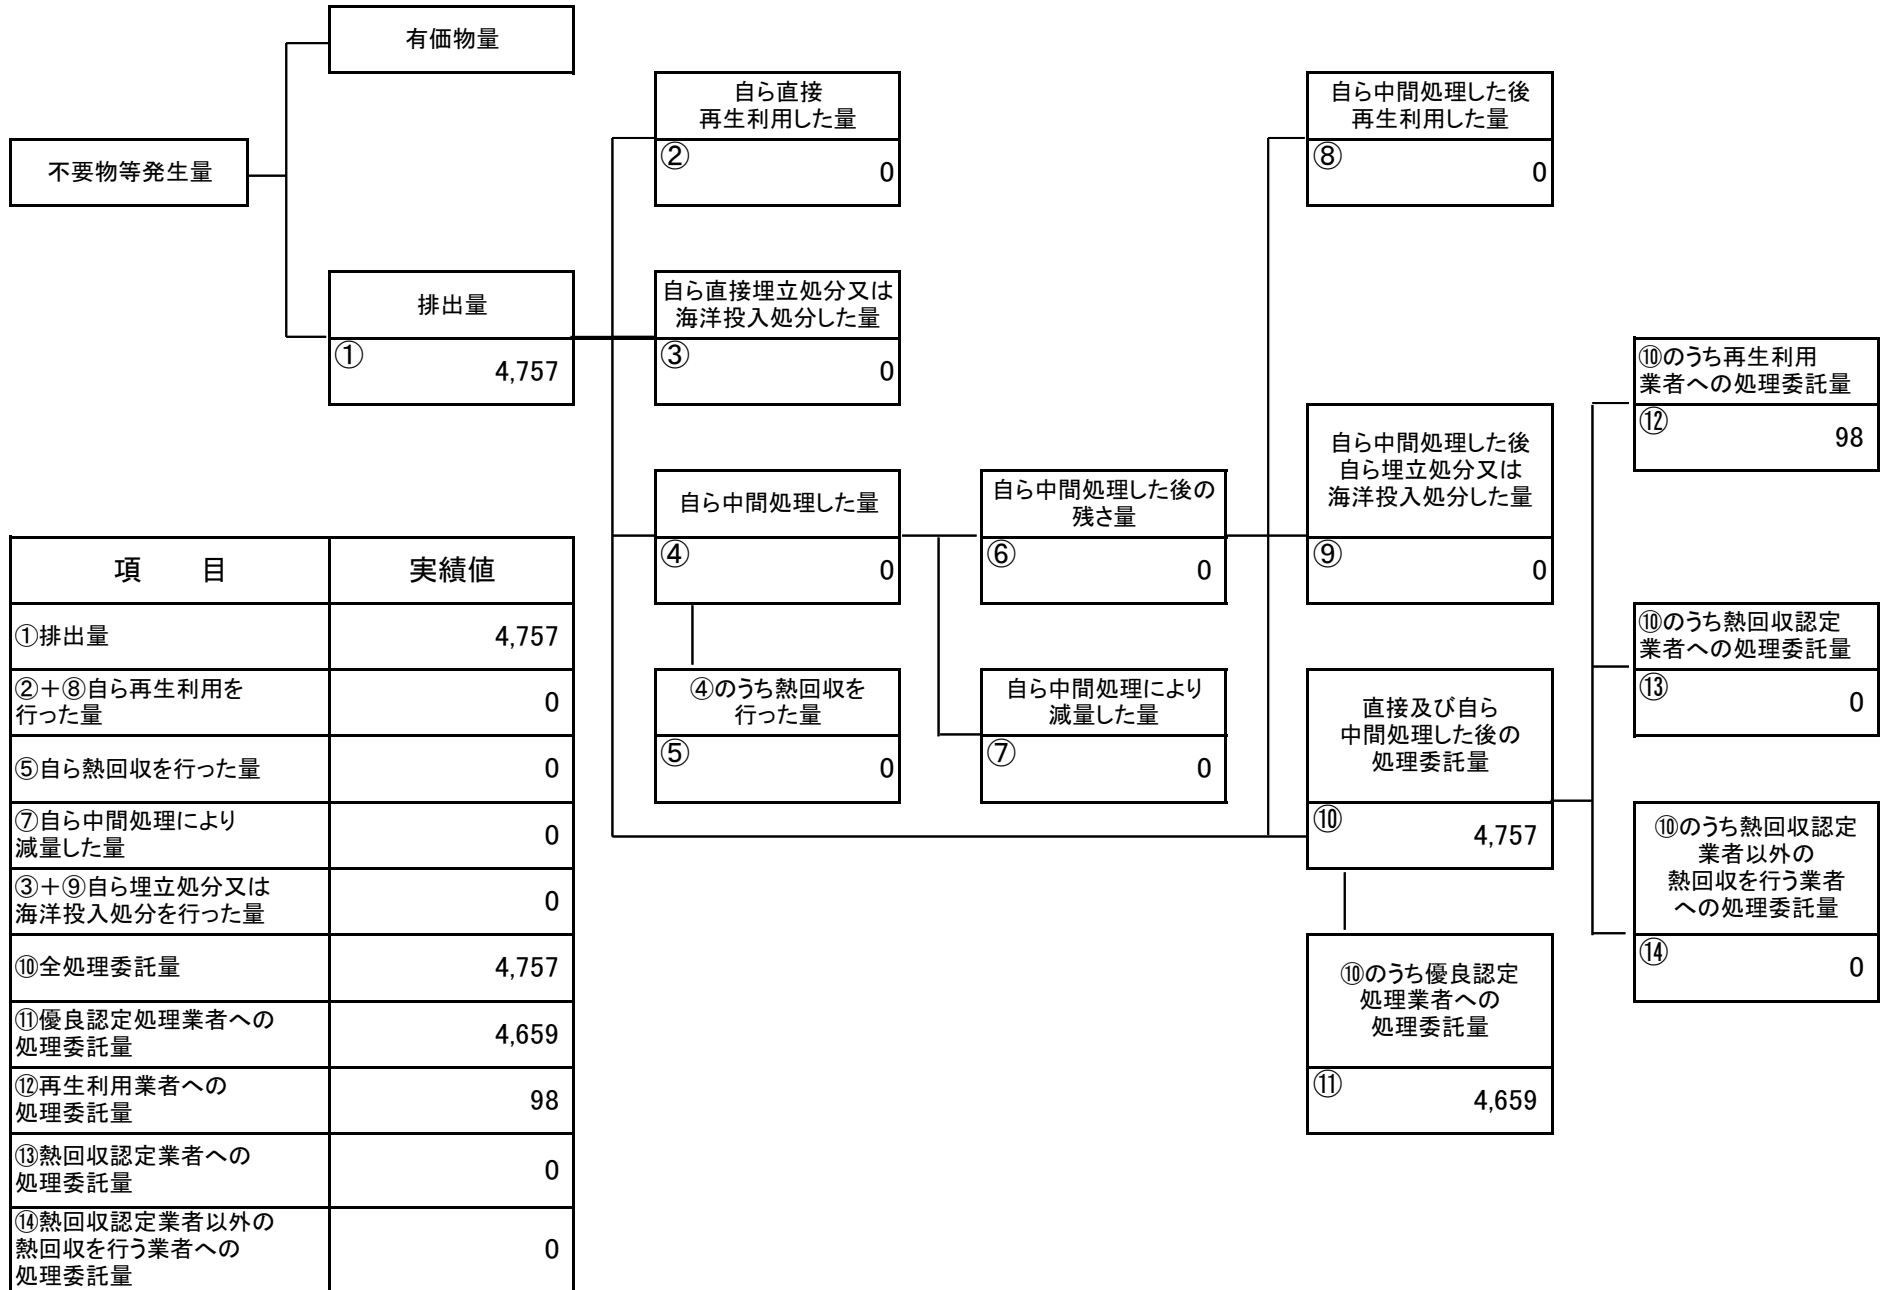 有価物量
不要物等発生量
排出量
①
4,757
自ら直接
再生利用した量
②
0
自ら直接埋立処分又は
海洋投入処分した量
③
0
自ら中間処理した量
④
0
④のうち熱回収を
行った量
⑤
0
自ら中間処理した後の
残さ量
⑥
0
自ら中間処理により
減量した量
⑦
0
自ら中間処理した後
再生利用した量
⑧
0
自ら中間処理した後
自ら埋立処分又は
海洋投入処分した量
⑨
0
直接及び自ら
中間処理した後の
処理委託量
⑩
4,757
⑩のうち優良認定
処理業者への
処理委託量
⑪
4,659
⑩のうち再生利用
業者への処理委託量
⑫
98
⑩のうち熱回収認定
業者への処理委託量
⑬
0
⑩のうち熱回収認定
業者以外の
熱回収を行う業者
への処理委託量
⑭
0
項　目 実績値
①排出量 4,757
②+⑧自ら再生利用を
行った量 0
⑤自ら熱回収を行った量 0
⑦自ら中間処理により
減量した量 0
③+⑨自ら埋立処分又は
海洋投入処分を行った量 0
⑩全処理委託量 4,757
⑪優良認定処理業者への
処理委託量 4,659
⑫再生利用業者への
処理委託量 98
⑬熱回収認定業者への
処理委託量 0
⑭熱回収認定業者以外の
熱回収を行う業者への
処理委託量 0